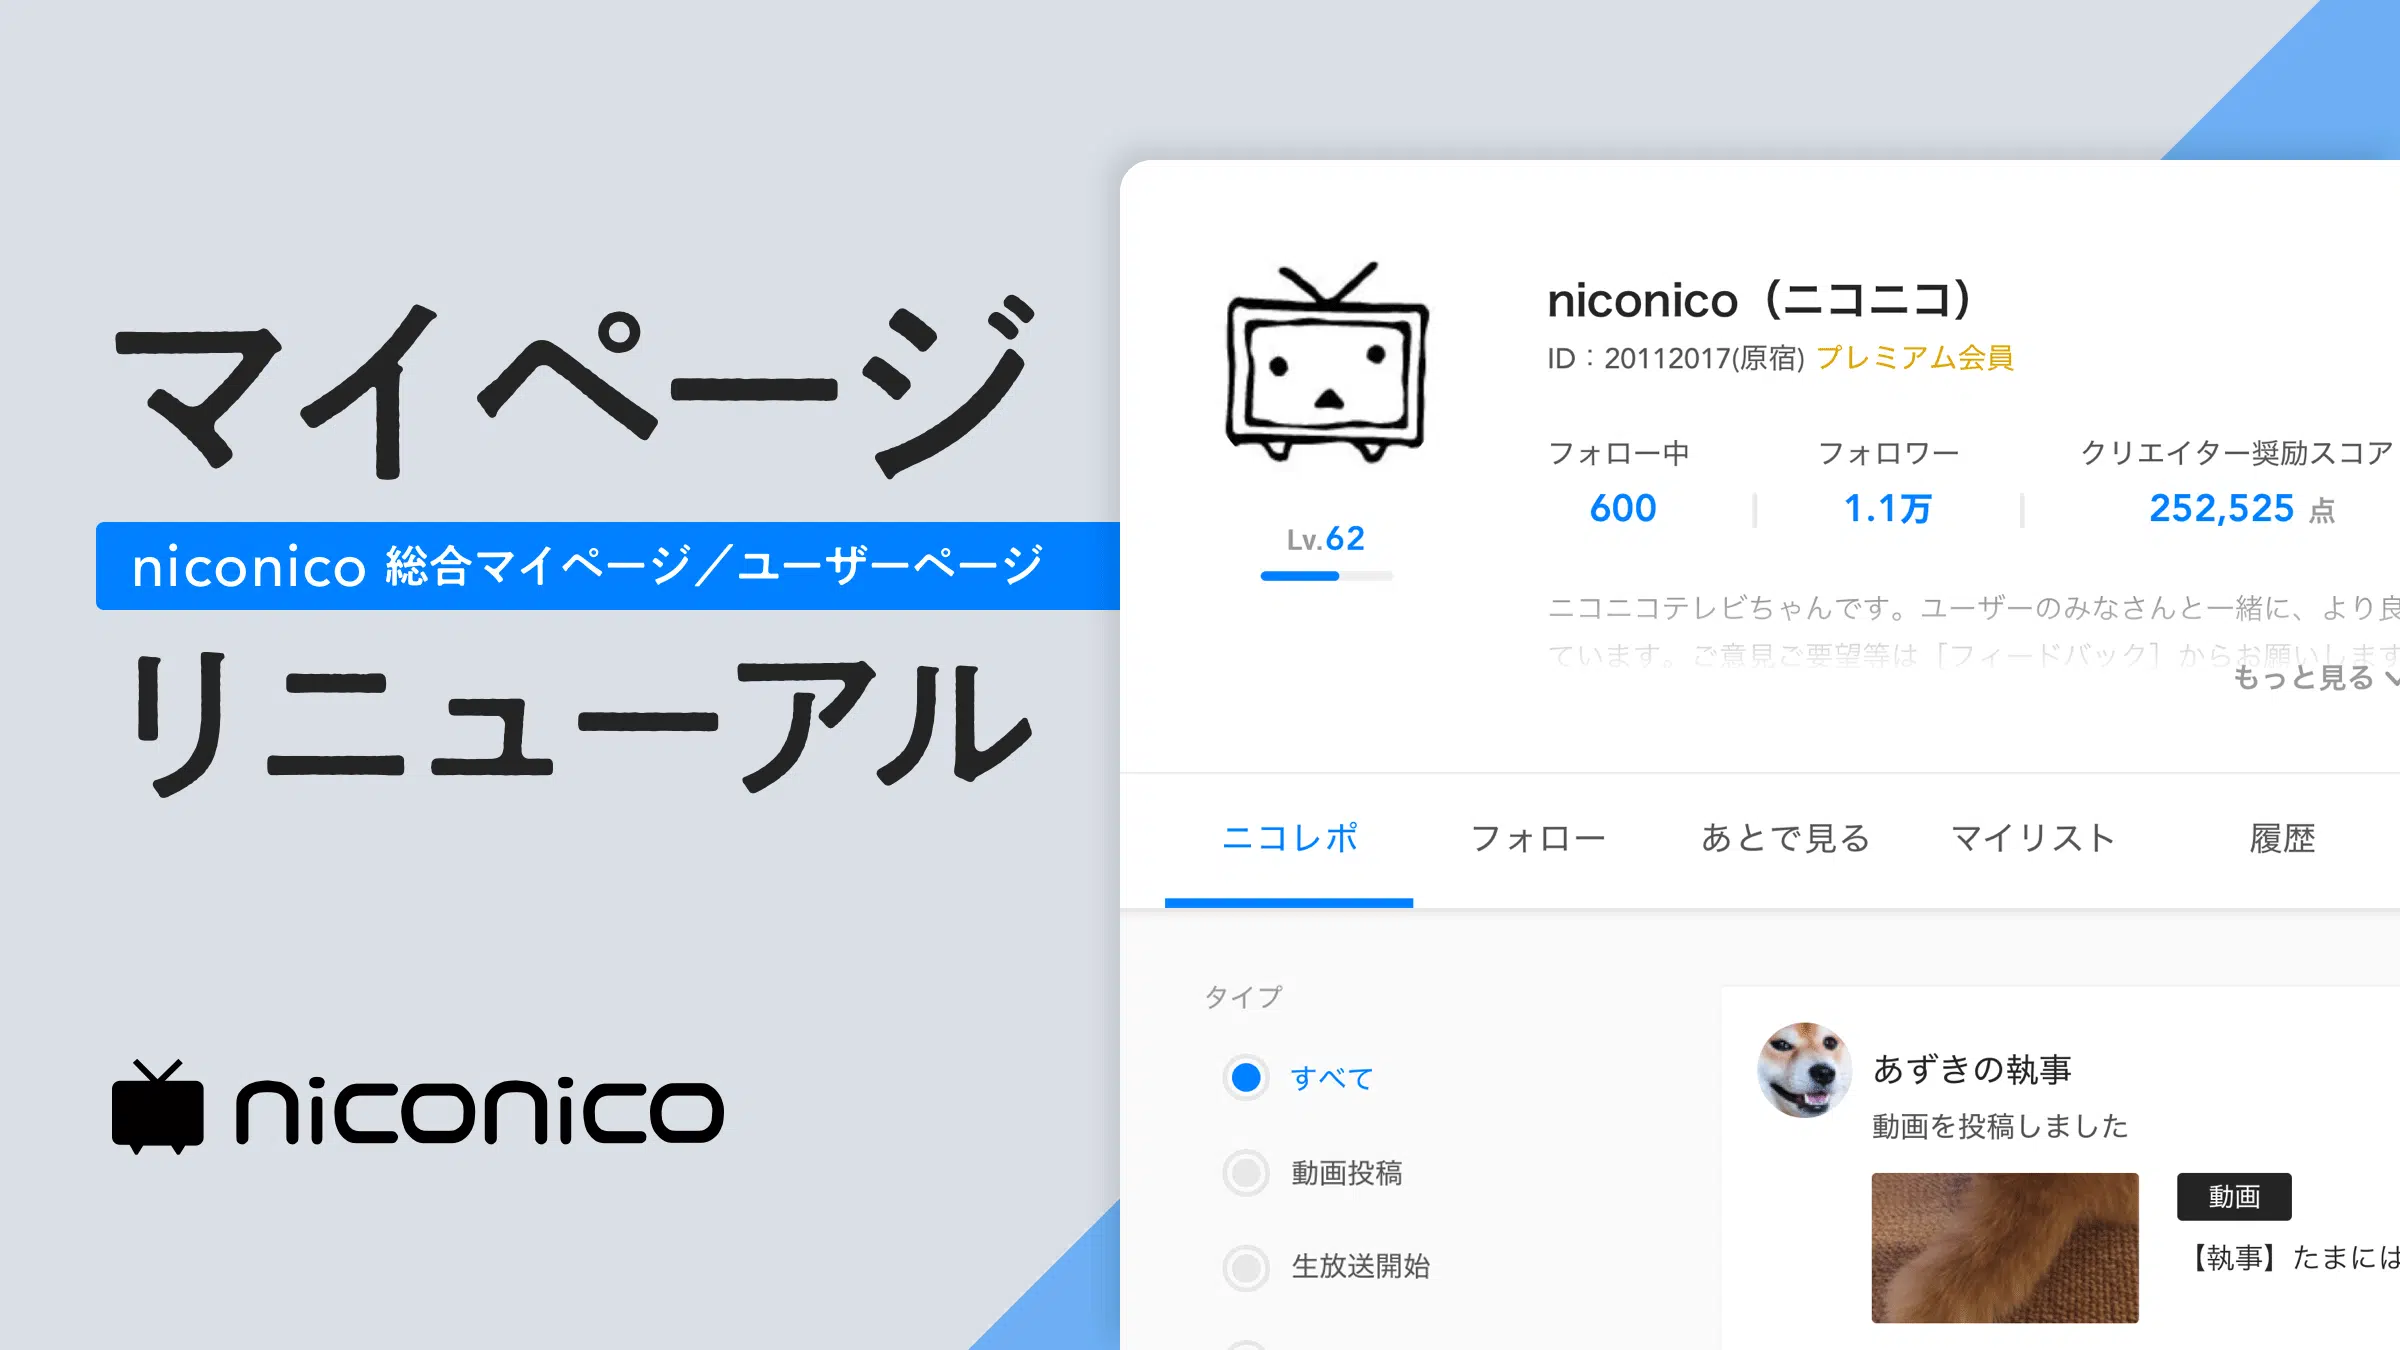 マイページ
niconico 総合マイページ／ユーザーページ
リニューアル
niconico
niconico（ニコニコ）
ID：20112017(原宿) プレミアム会員
フォロー中 フォロワー クリエイター奨励スコア
600 1.1万 252,525 点
Lv.62
ニコニコテレビちゃんです。ユーザーのみなさんと一緒に、より良
ています。ご意見ご要望等は［フィードバック］からお願いします
もっと見る
ニコレポ フォロー あとで見る マイリスト 履歴
タイプ
すべて
動画投稿
生放送開始
あずきの執事
動画を投稿しました
動画
【執事】たまには